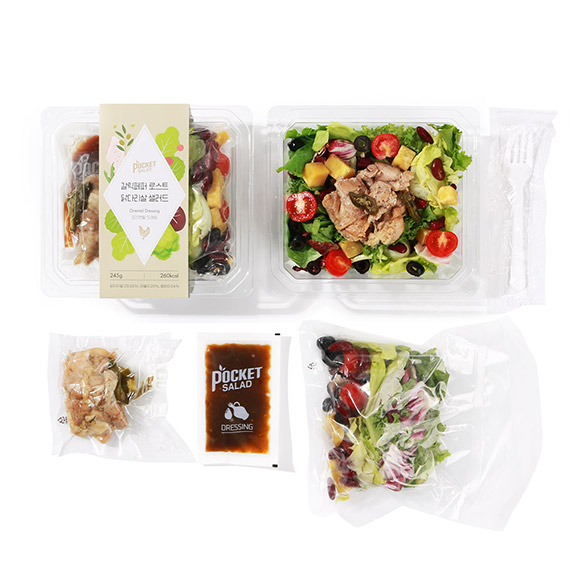 POCKET
SALAD
갈릭페퍼 로스트
닭다리살 샐러드
Oriental Dressing
오리엔탈 드레싱
245g
260kcal
POCKET
SALAD
DRESSING